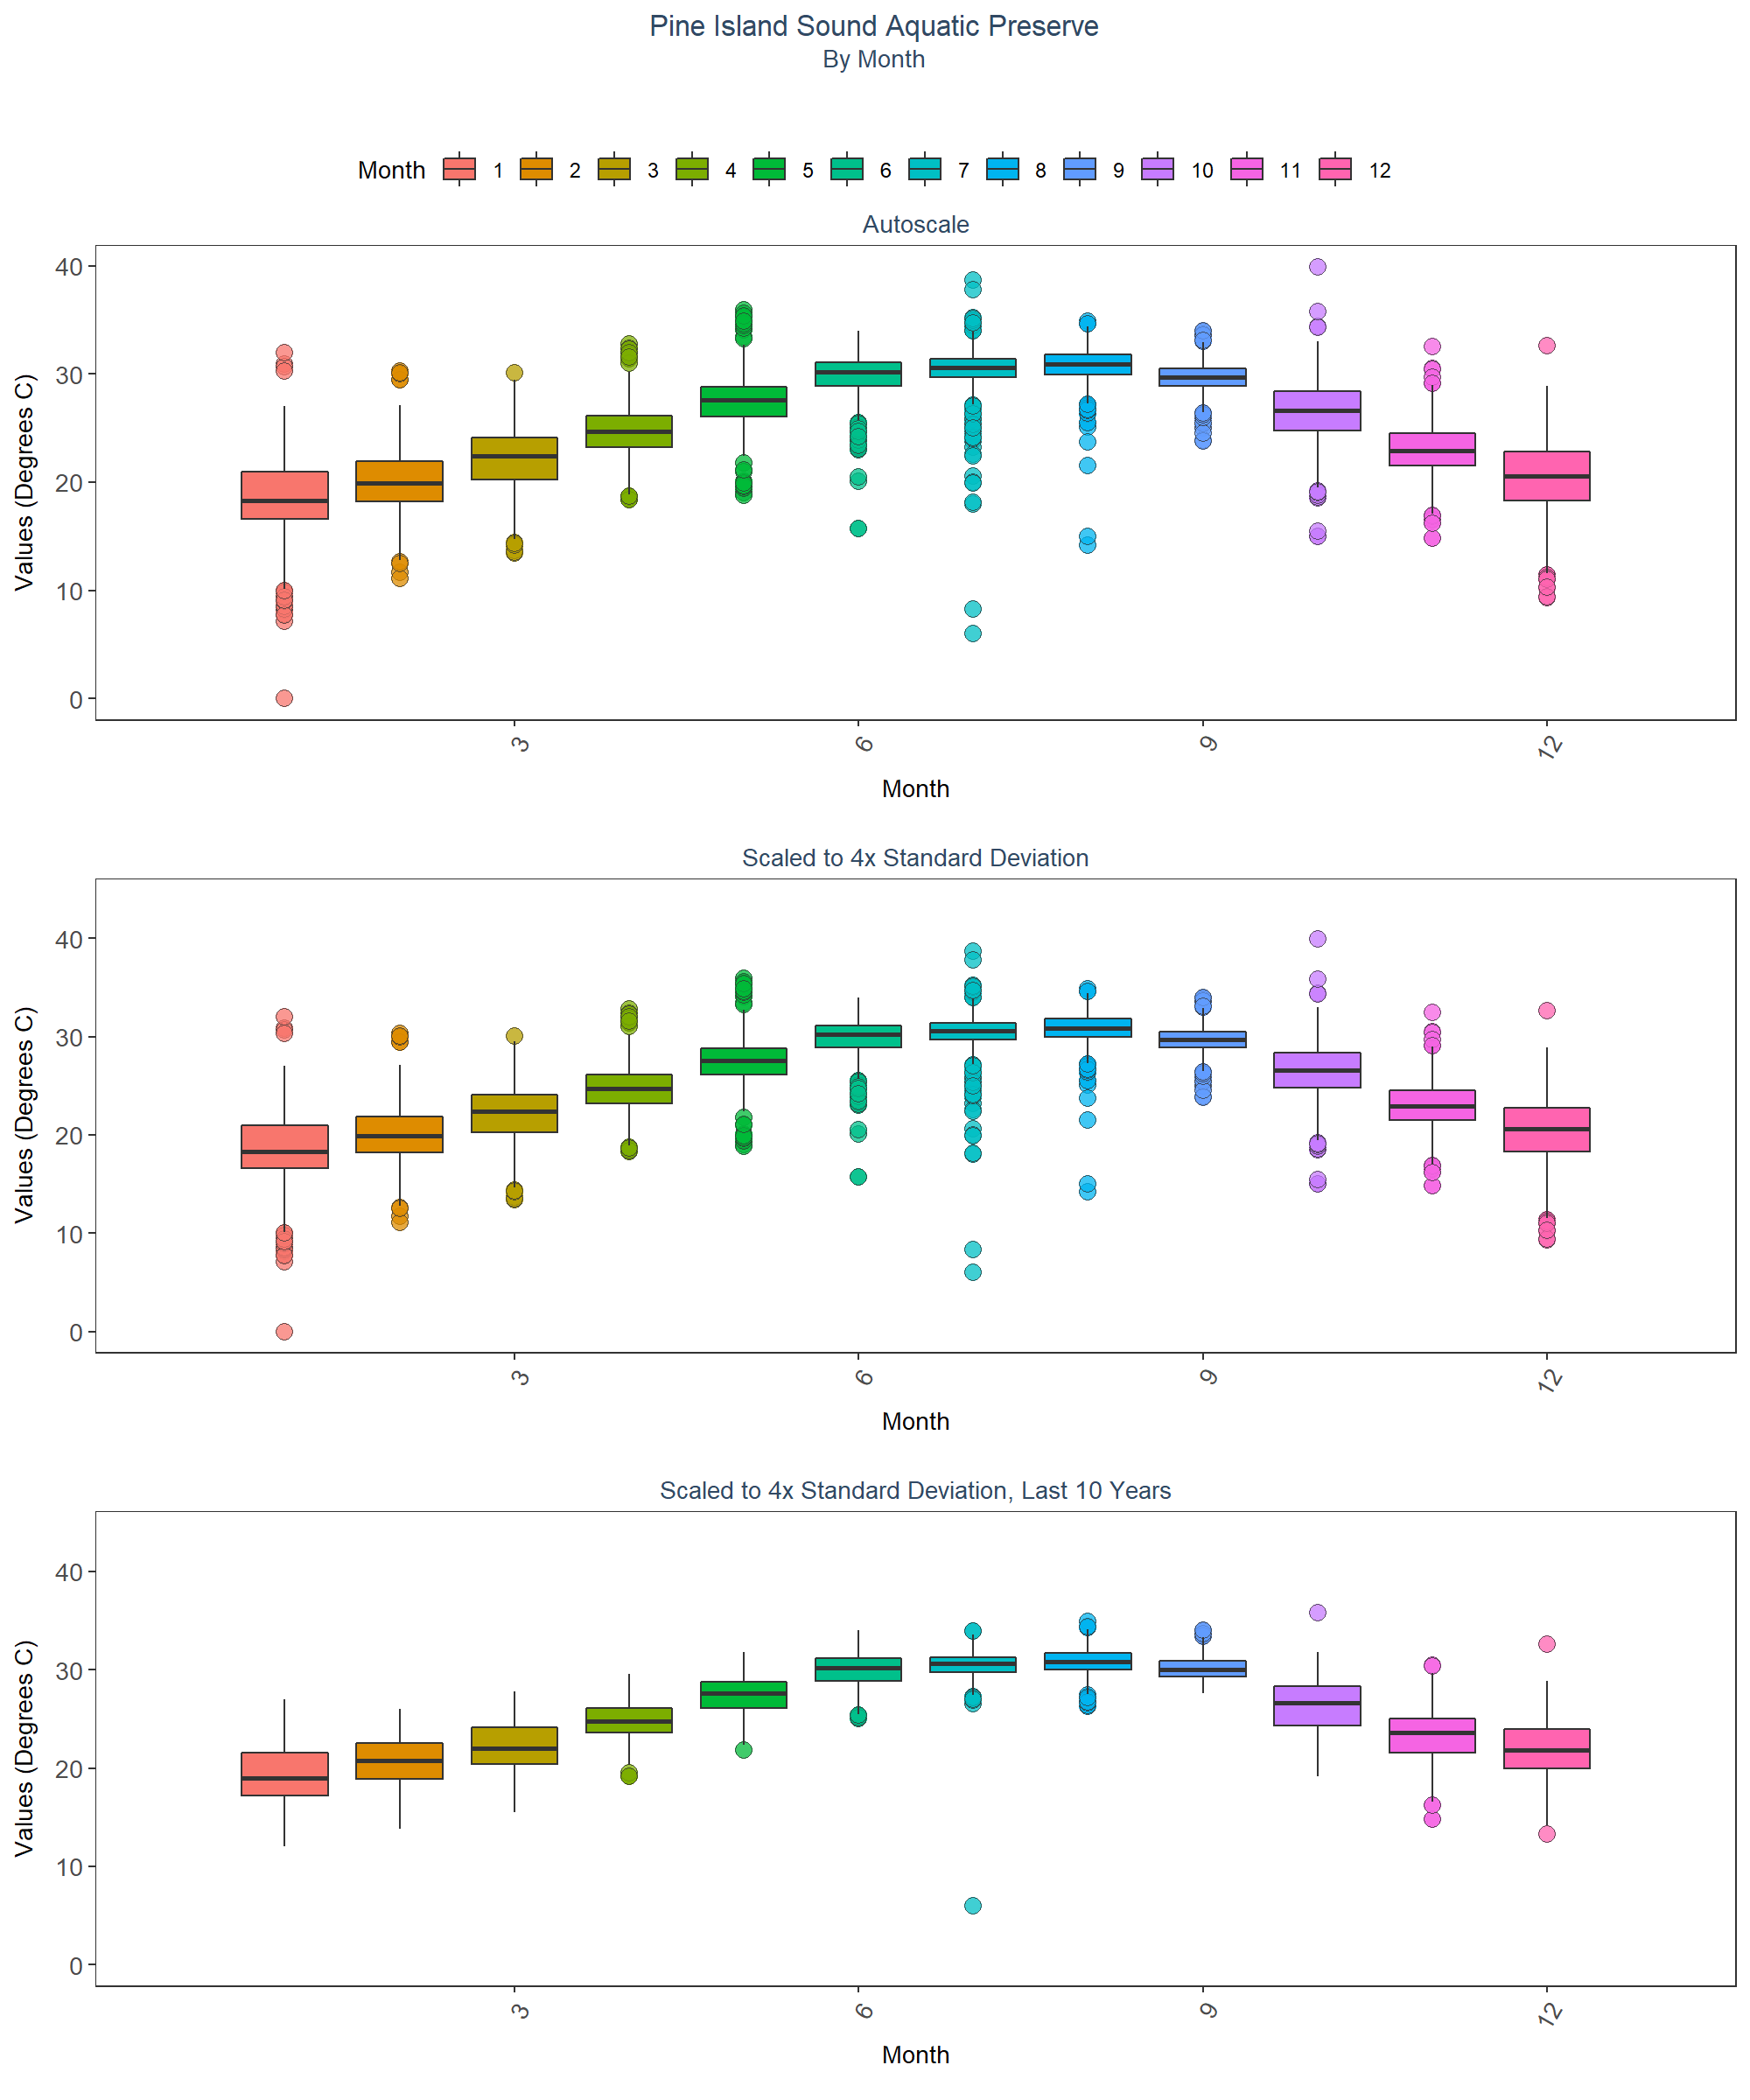 Pine Island Sound Aquatic Preserve
By Month
Month 1 2 3 4 5 6 7 8 9 10 11 12
Autoscale
Values (Degrees C)
40
30
20
10
0
3 6 9 12
Month
Scaled to 4x Standard Deviation
Values (Degrees C)
40
30
20
10
0
3 6 9 12
Month
Scaled to 4x Standard Deviation, Last 10 Years
Values (Degrees C)
40
30
20
10
0
3 6 9 12
Month